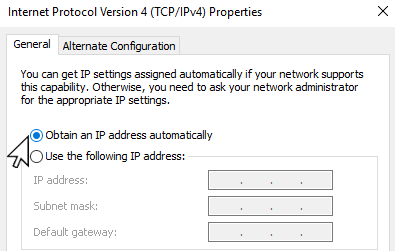 Internet Protocol Version 4 (TCP/IPv4) Properties
General
Alternate Configuration
You can get IP settings assigned automatically if your network supports
this capability. Otherwise, you need to ask your network administrator
for the appropriate IP settings.
Obtain an IP address automatically
Use the following IP address:
IP address:
Subnet mask:
Default gateway: